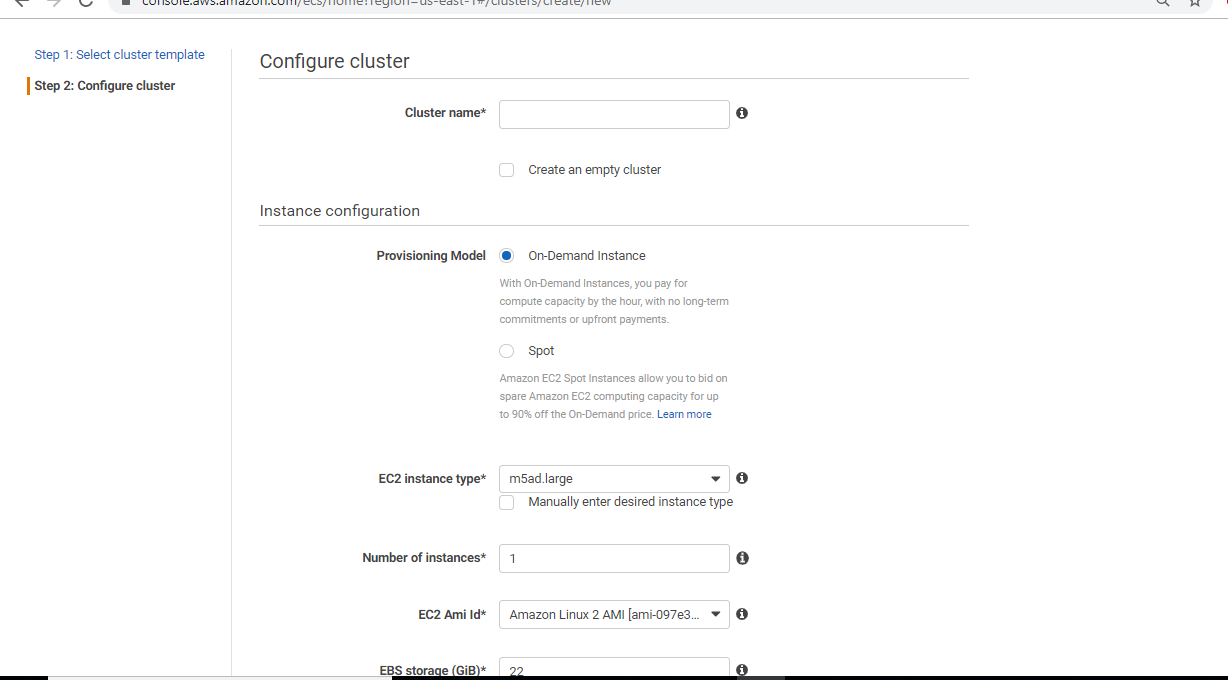 console.aws.amazon.com/ecs/home?region=us-east-1#/clusters/create/new
Step 1: Select cluster template
Step 2: Configure cluster
Configure cluster
Cluster name*
Create an empty cluster
Instance configuration
Provisioning Model
On-Demand Instance
With On-Demand Instances, you pay for
compute capacity by the hour, with no long-term
commitments or upfront payments.
Spot
Amazon EC2 Spot Instances allow you to bid on
spare Amazon EC2 computing capacity for up
to 90% off the On-Demand price. Learn more
EC2 instance type*
m5ad.large
Manually enter desired instance type
Number of instances*
1
EC2 Ami Id*
Amazon Linux 2 AMI [ami-097e3...
EBS storage (GiB)*
22